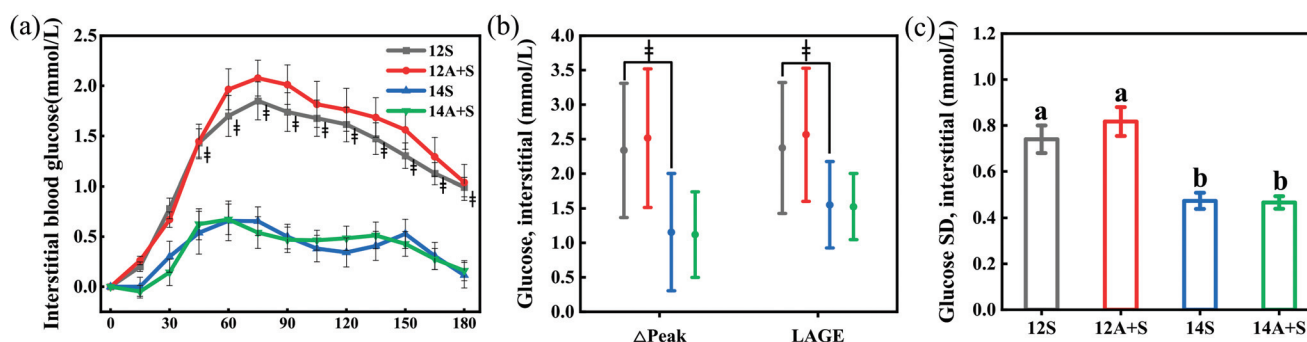 (a)
Interstitial blood glucose(mmol/L)
2.5
2.0
1.5
1.0
0.5
0.0
12S
12A+S
14S
14A+S
‡
‡
‡
‡
‡
‡
‡
‡
‡
‡
0 30 60 90 120 150 180
(b)
Glucose, interstitial (mmol/L)
4.0
3.5
3.0
2.5
2.0
1.5
1.0
0.5
0.0
‡
‡
△Peak LAGE
(c)
Glucose SD, interstitial (mmol/L)
1.2
1.0
0.8
0.6
0.4
0.2
0.0
a
a
b
b
12S 12A+S 14S 14A+S